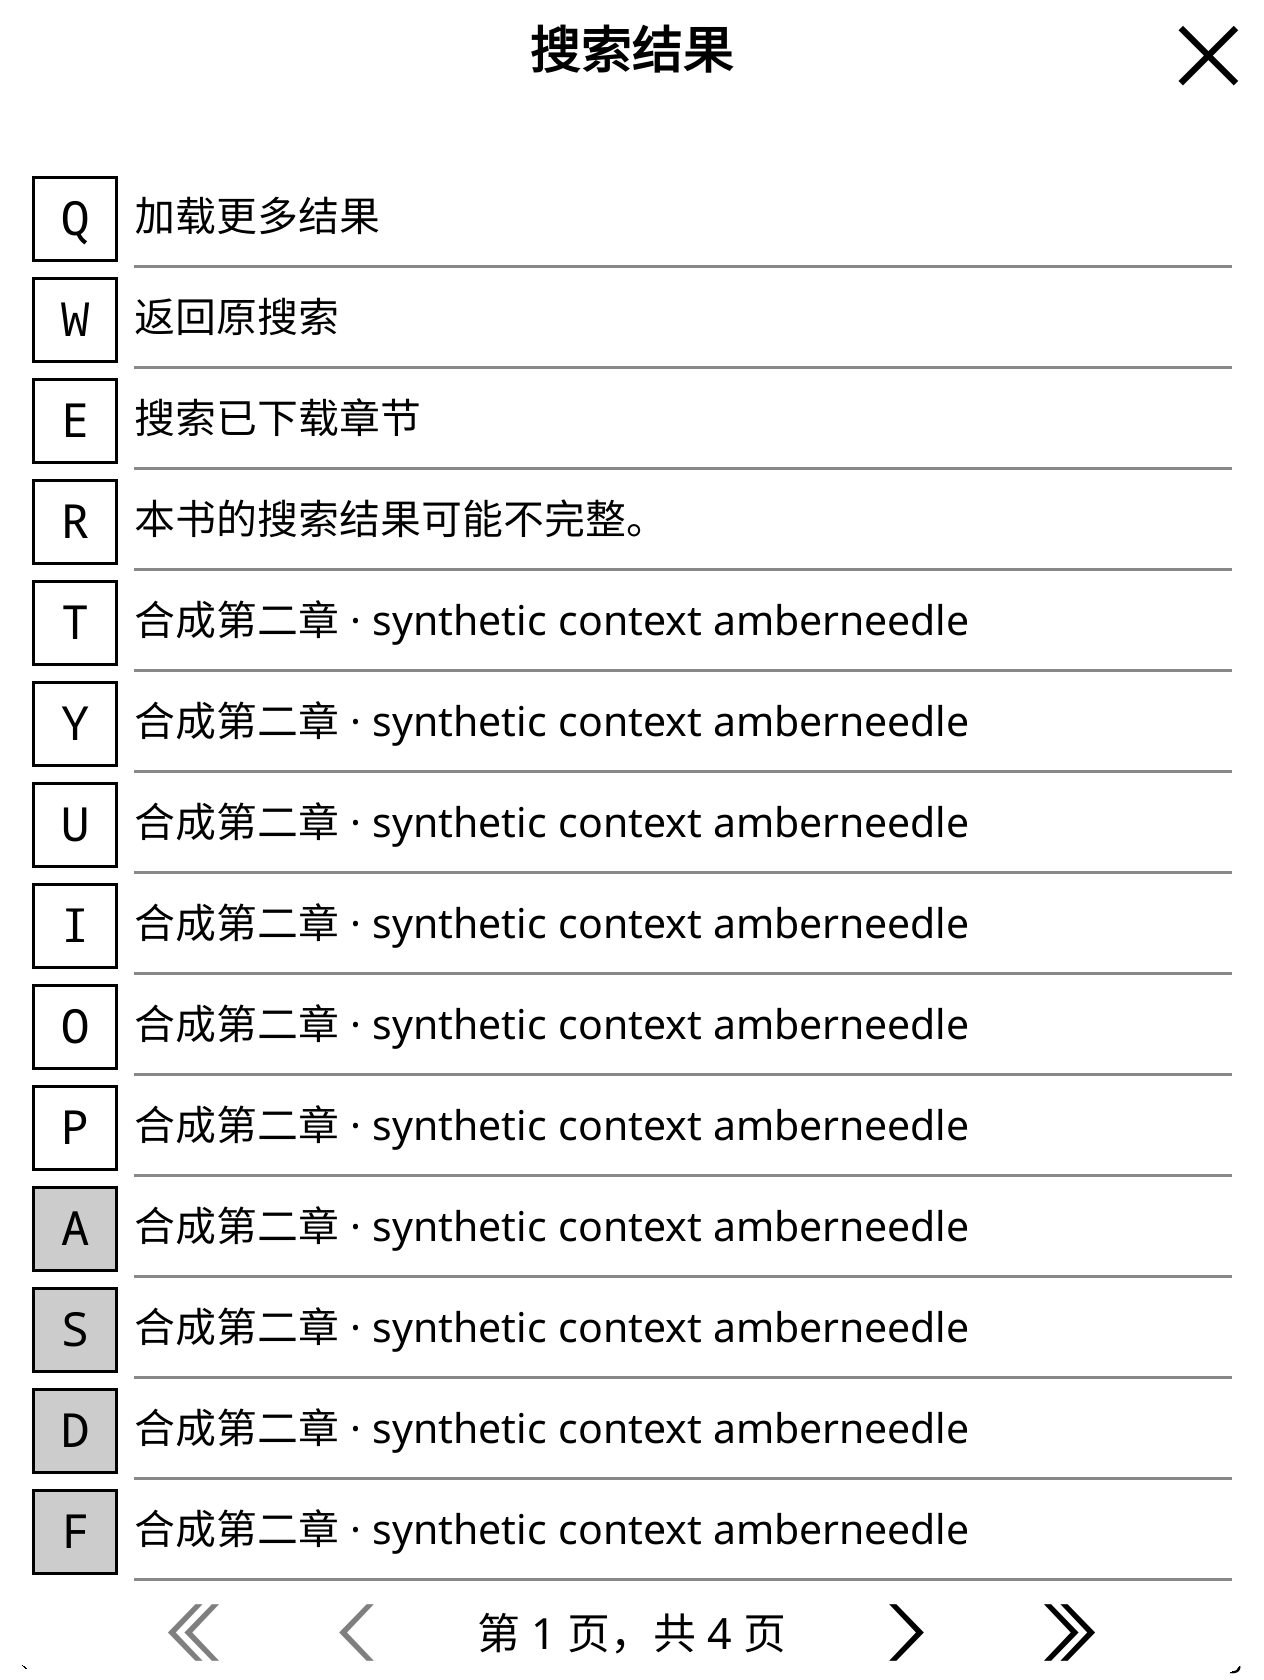 搜索结果
Q 加载更多结果
W 返回原搜索
E 搜索已下载章节
R 本书的搜索结果可能不完整。
T 合成第二章 · synthetic context amberneedle
Y 合成第二章 · synthetic context amberneedle
U 合成第二章 · synthetic context amberneedle
I 合成第二章 · synthetic context amberneedle
O 合成第二章 · synthetic context amberneedle
P 合成第二章 · synthetic context amberneedle
A 合成第二章 · synthetic context amberneedle
S 合成第二章 · synthetic context amberneedle
D 合成第二章 · synthetic context amberneedle
F 合成第二章 · synthetic context amberneedle
第 1 页，共 4 页